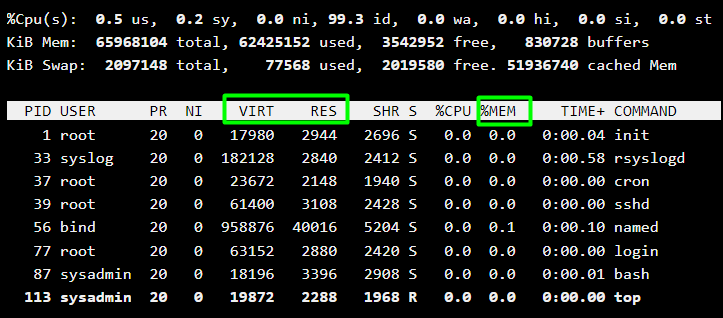 %Cpu(s):  0.5 us,  0.2 sy,  0.0 ni, 99.3 id,  0.0 wa,  0.0 hi,  0.0 si,  0.0 st
KiB Mem:  65968104 total, 62425152 used,  3542952 free,   830728 buffers
KiB Swap:  2097148 total,    77568 used,  2019580 free. 51936740 cached Mem
PID USER PR NI VIRT RES SHR S %CPU %MEM TIME+ COMMAND
1 root 20 0 17980 2944 2696 S 0.0 0.0 0:00.04 init
33 syslog 20 0 182128 2840 2412 S 0.0 0.0 0:00.58 rsyslogd
37 root 20 0 23672 2148 1940 S 0.0 0.0 0:00.00 cron
39 root 20 0 61400 3108 2428 S 0.0 0.0 0:00.00 sshd
56 bind 20 0 958876 40016 5204 S 0.0 0.1 0:00.10 named
77 root 20 0 63152 2880 2420 S 0.0 0.0 0:00.00 login
87 sysadmin 20 0 18196 3396 2908 S 0.0 0.0 0:00.01 bash
113 sysadmin 20 0 19872 2288 1968 R 0.0 0.0 0:00.00 top